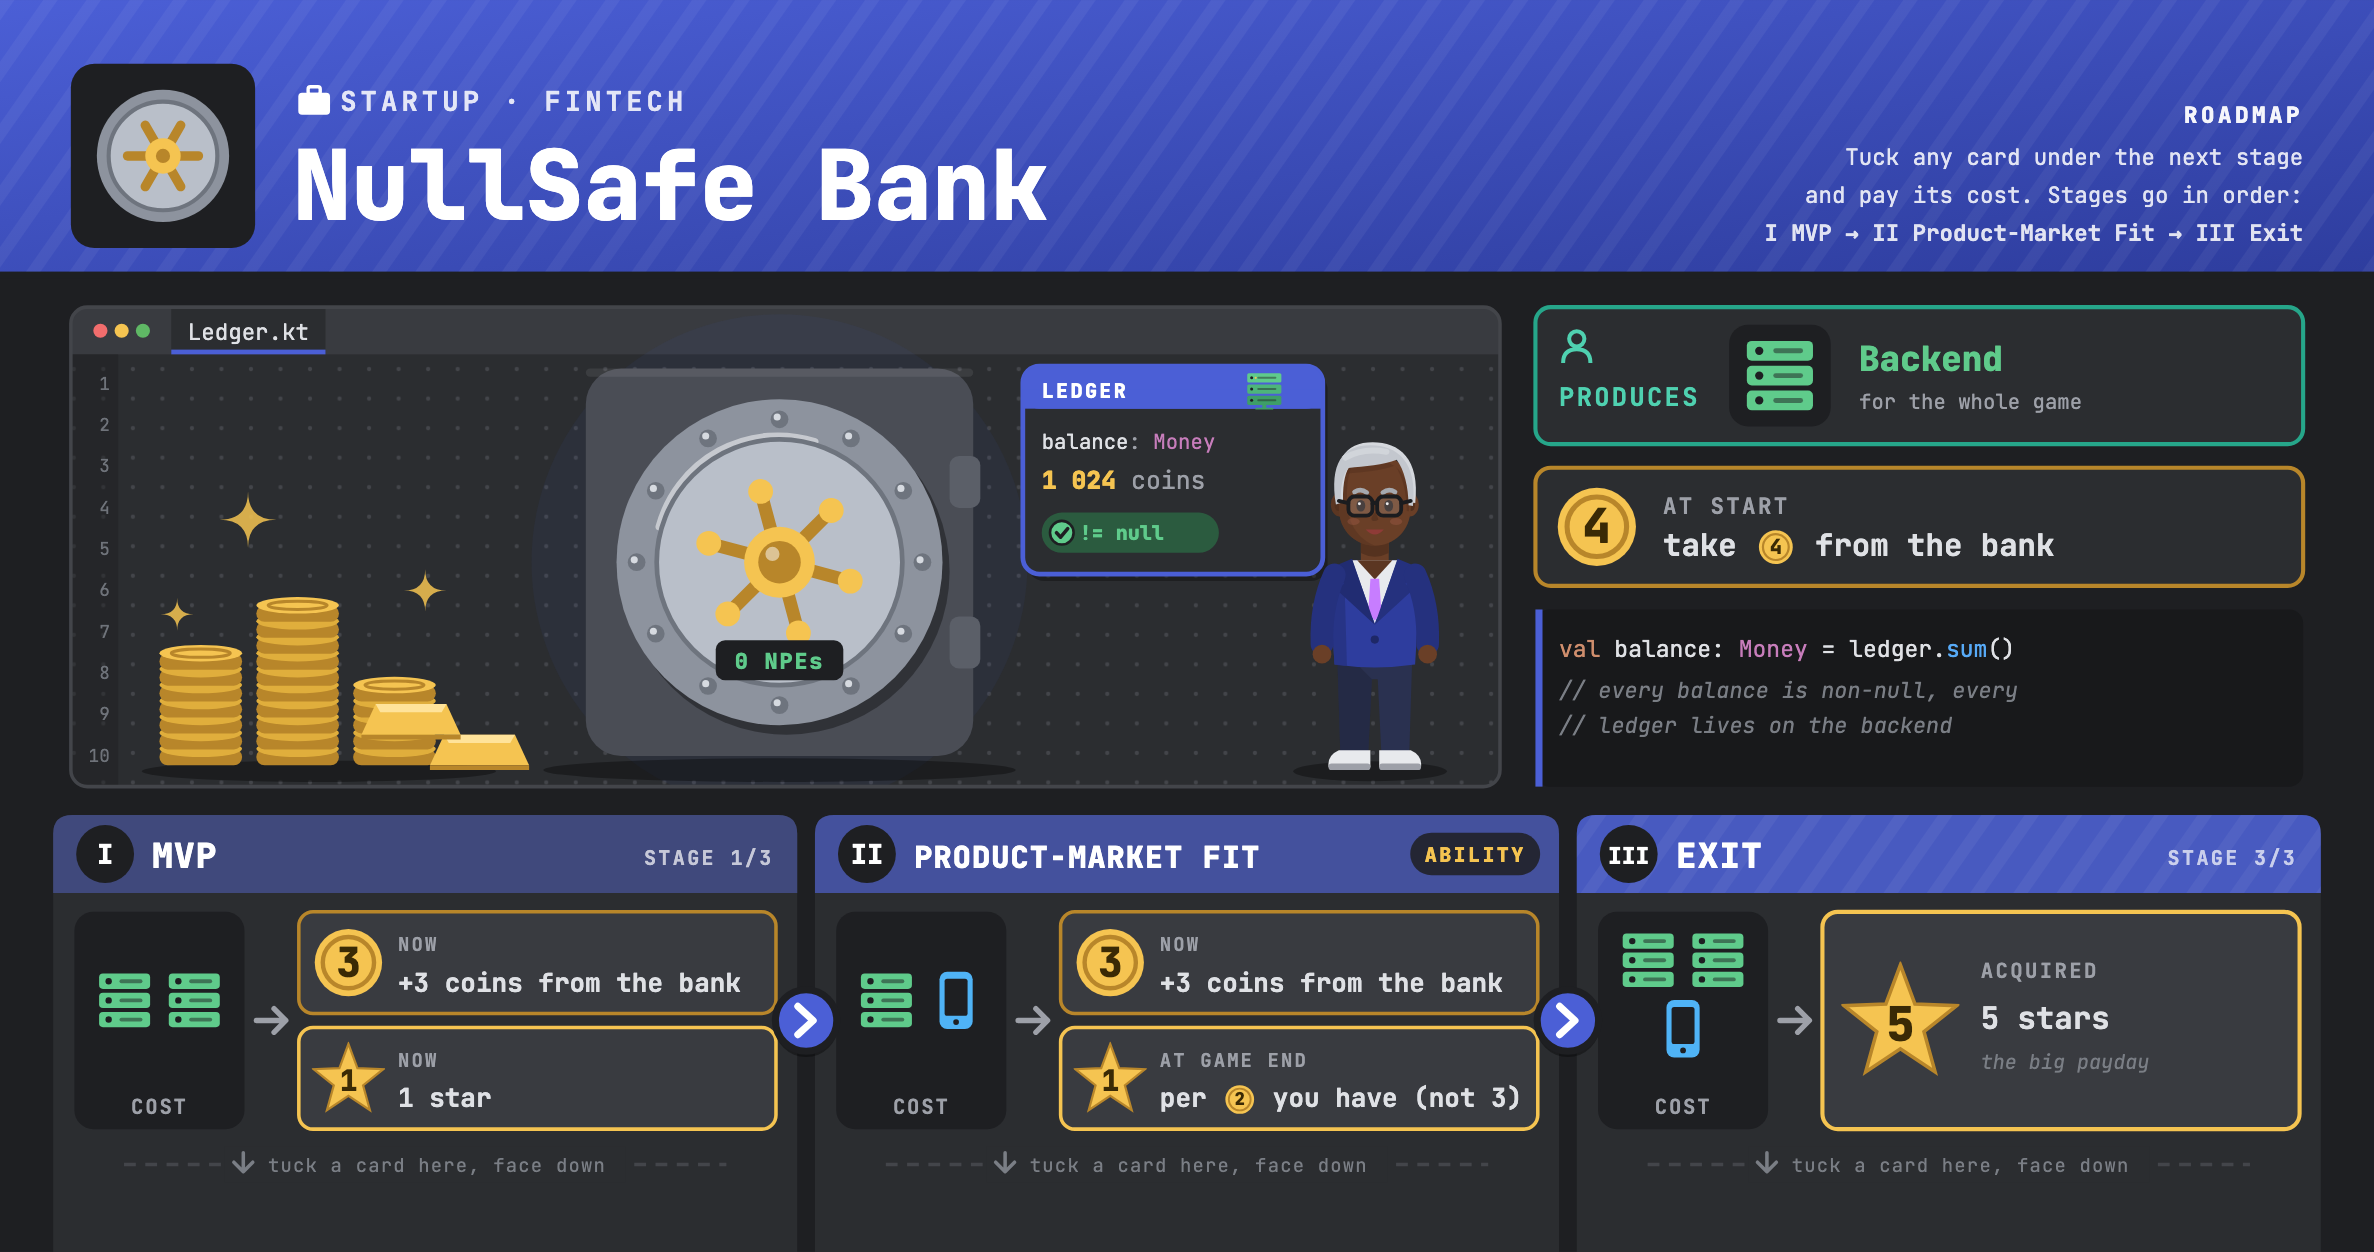 STARTUP · FINTECH
NullSafe Bank
ROADMAP
Tuck any card under the next stage
and pay its cost. Stages go in order:
I MVP → II Product-Market Fit → III Exit
Ledger.kt
1
2
3
4
5
6
7
8
9
10
0 NPEs
LEDGER
balance: Money
1 024 coins
!= null
PRODUCES
Backend
for the whole game
4
AT START
take 4 from the bank
val balance: Money = ledger.sum()
// every balance is non-null, every
// ledger lives on the backend
I MVP
STAGE 1/3
COST
3
NOW
+3 coins from the bank
1
NOW
1 star
tuck a card here, face down
II PRODUCT-MARKET FIT
ABILITY
COST
3
NOW
+3 coins from the bank
1
AT GAME END
per 2 you have (not 3)
tuck a card here, face down
III EXIT
STAGE 3/3
COST
5
ACQUIRED
5 stars
the big payday
tuck a card here, face down